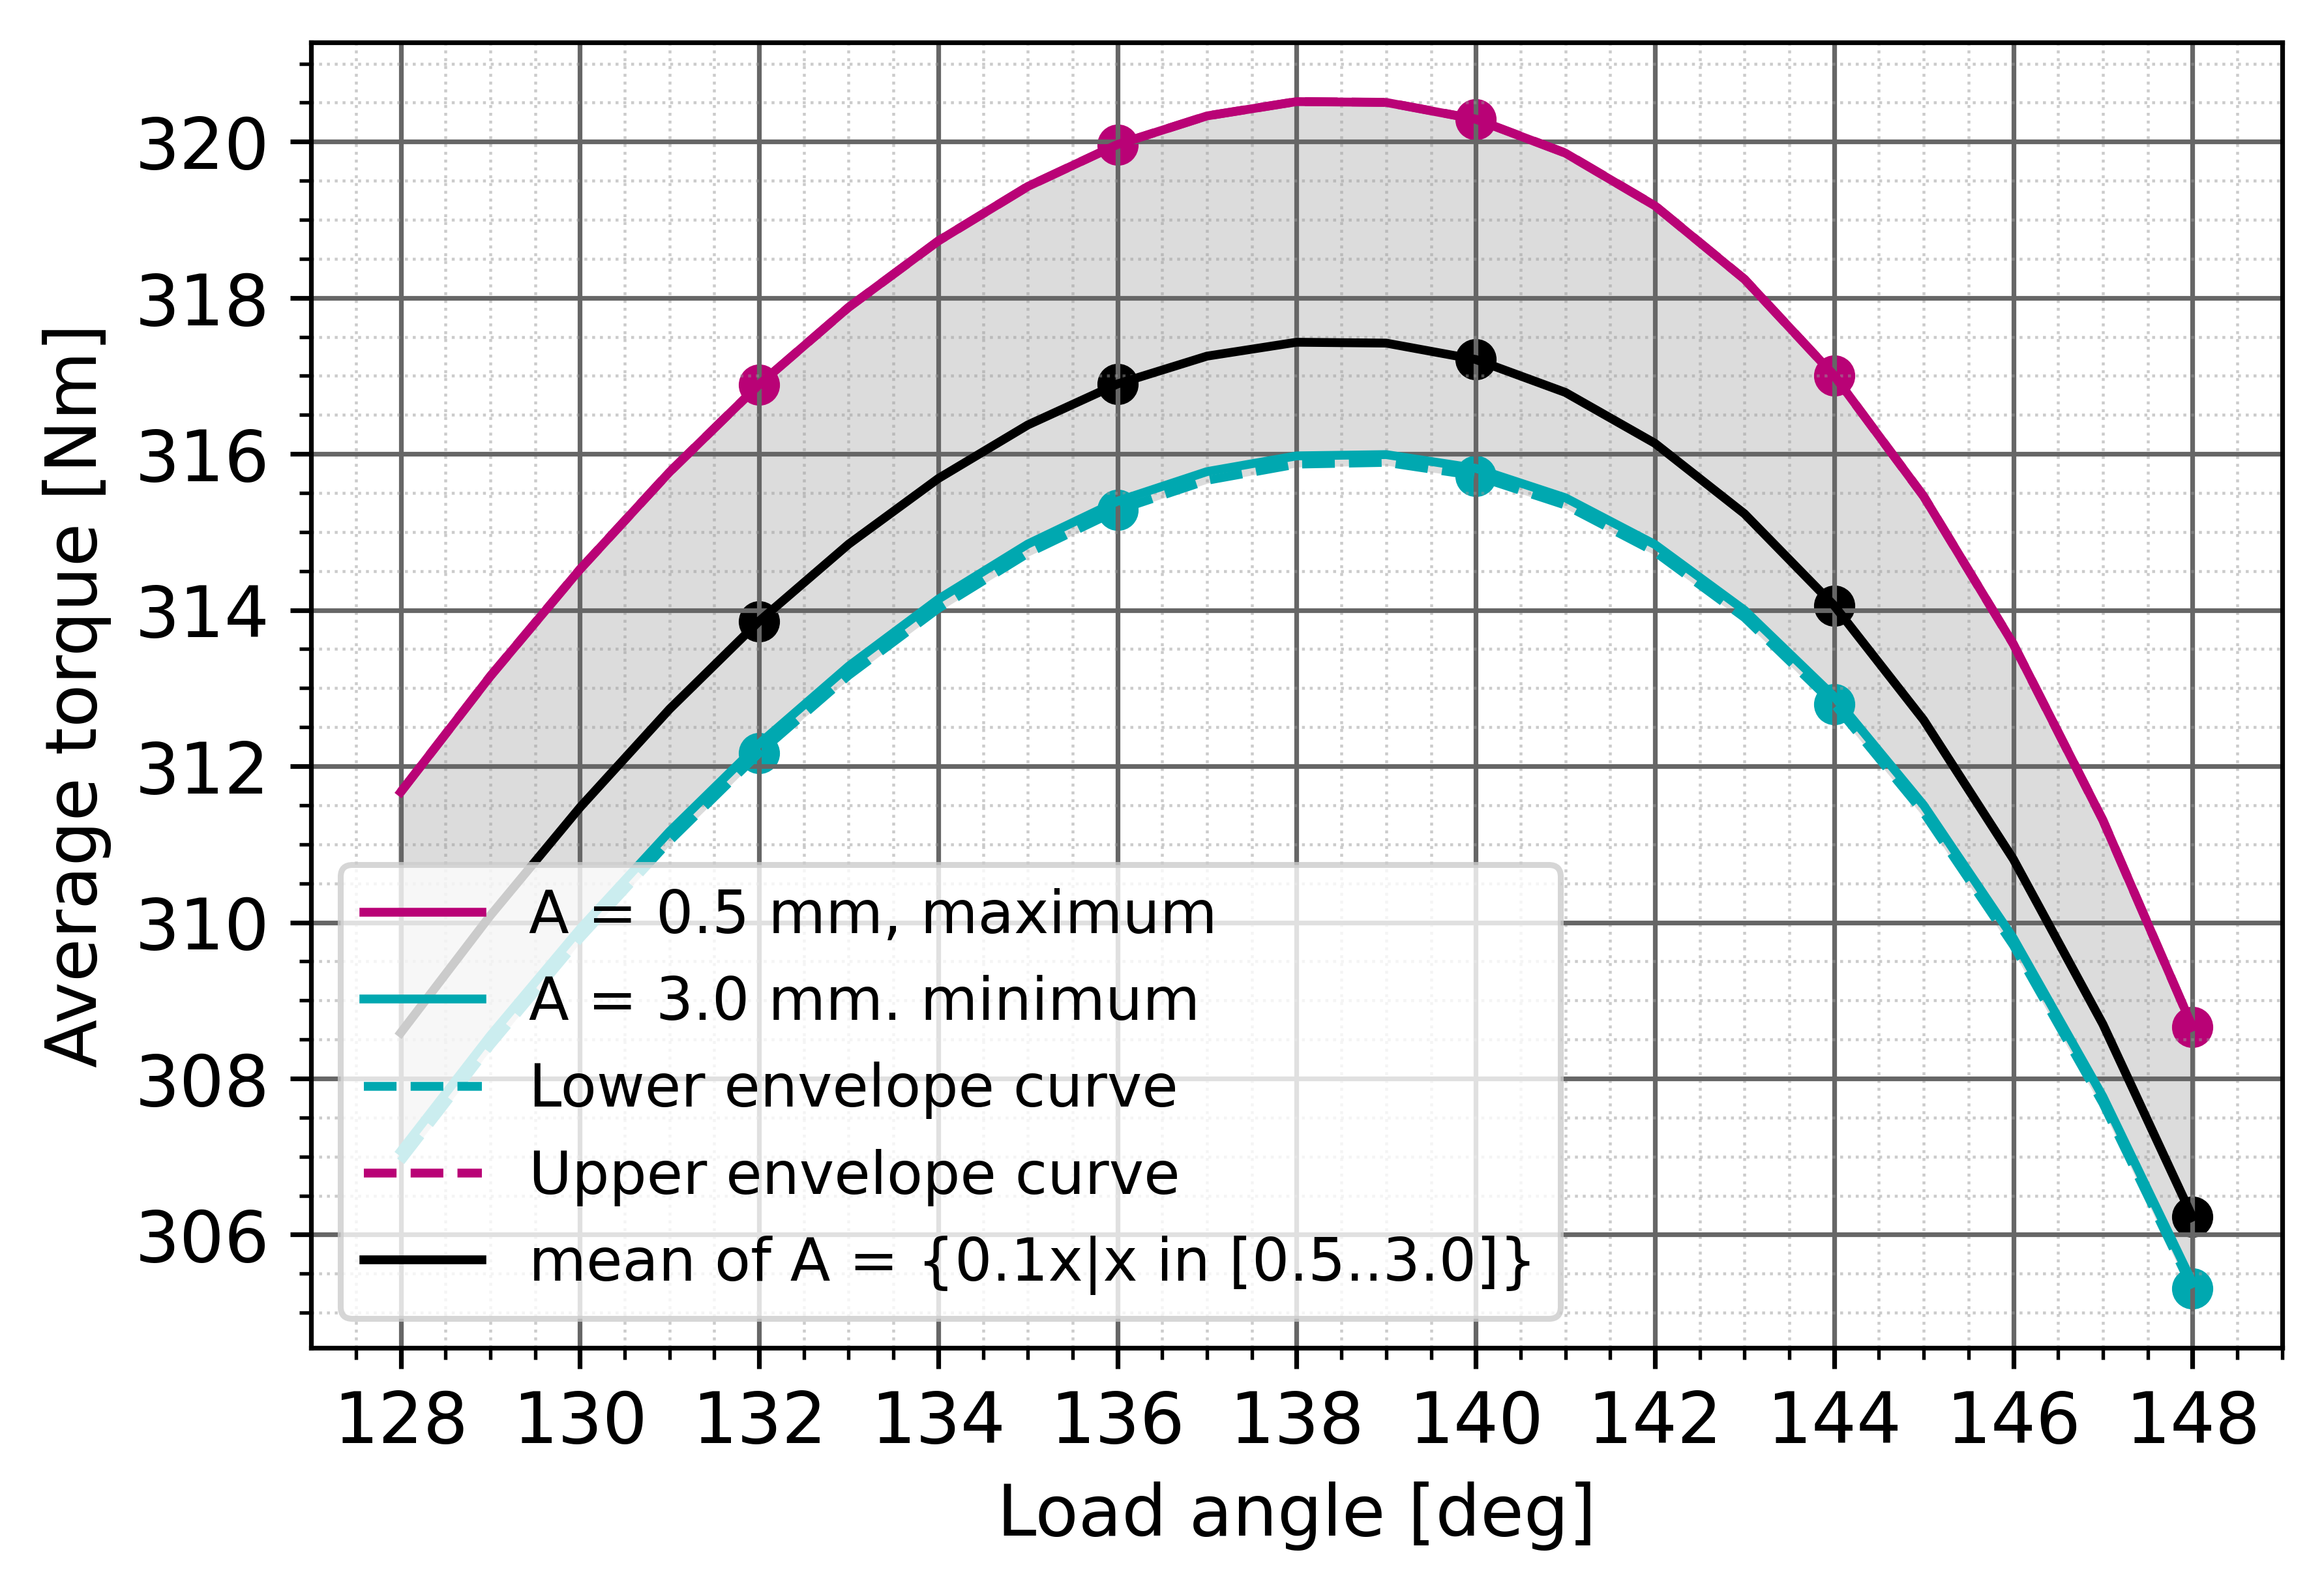 Average torque [Nm]
320
318
316
314
312
310
308
306
A = 0.5 mm, maximum
A = 3.0 mm. minimum
Lower envelope curve
Upper envelope curve
mean of A = {0.1x|x in [0.5..3.0]}
128 130 132 134 136 138 140 142 144 146 148
Load angle [deg]